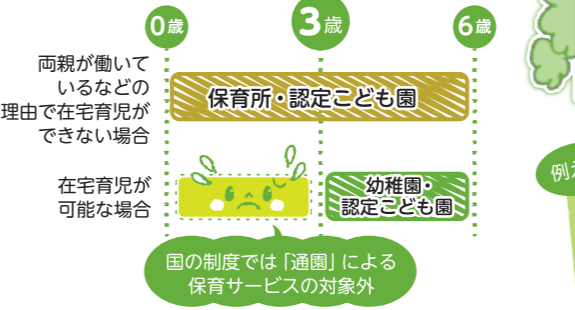 0歳
3歳
6歳
両親が働いて
いるなどの
理由で在宅育児が
できない場合
保育所・認定こども園
在宅育児が
可能な場合
幼稚園・
認定こども園
国の制度では「通園」による
保育サービスの対象外